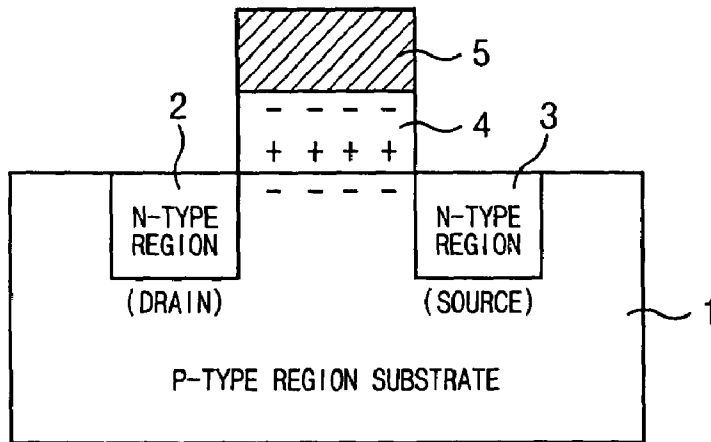 5
- - - -
4
+ + + +
2
3
- - - -
N-TYPE
REGION
N-TYPE
REGION
(DRAIN)
(SOURCE)
1
P-TYPE REGION SUBSTRATE